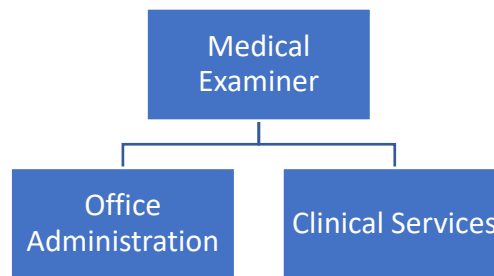 Medical
Examiner
Office
Administration
Clinical Services